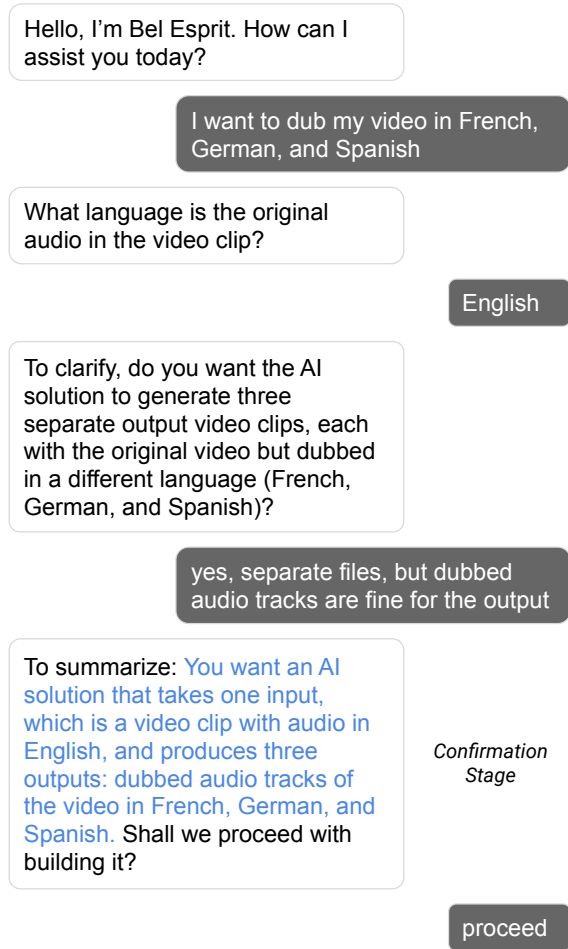 Hello, I’m Bel Esprit. How can I
assist you today?
I want to dub my video in French,
German, and Spanish
What language is the original
audio in the video clip?
English
To clarify, do you want the AI
solution to generate three
separate output video clips, each
with the original video but dubbed
in a different language (French,
German, and Spanish)?
yes, separate files, but dubbed
audio tracks are fine for the output
To summarize: You want an AI
solution that takes one input,
which is a video clip with audio in
English, and produces three
outputs: dubbed audio tracks of
the video in French, German, and
Spanish. Shall we proceed with
building it?
Confirmation
Stage
proceed